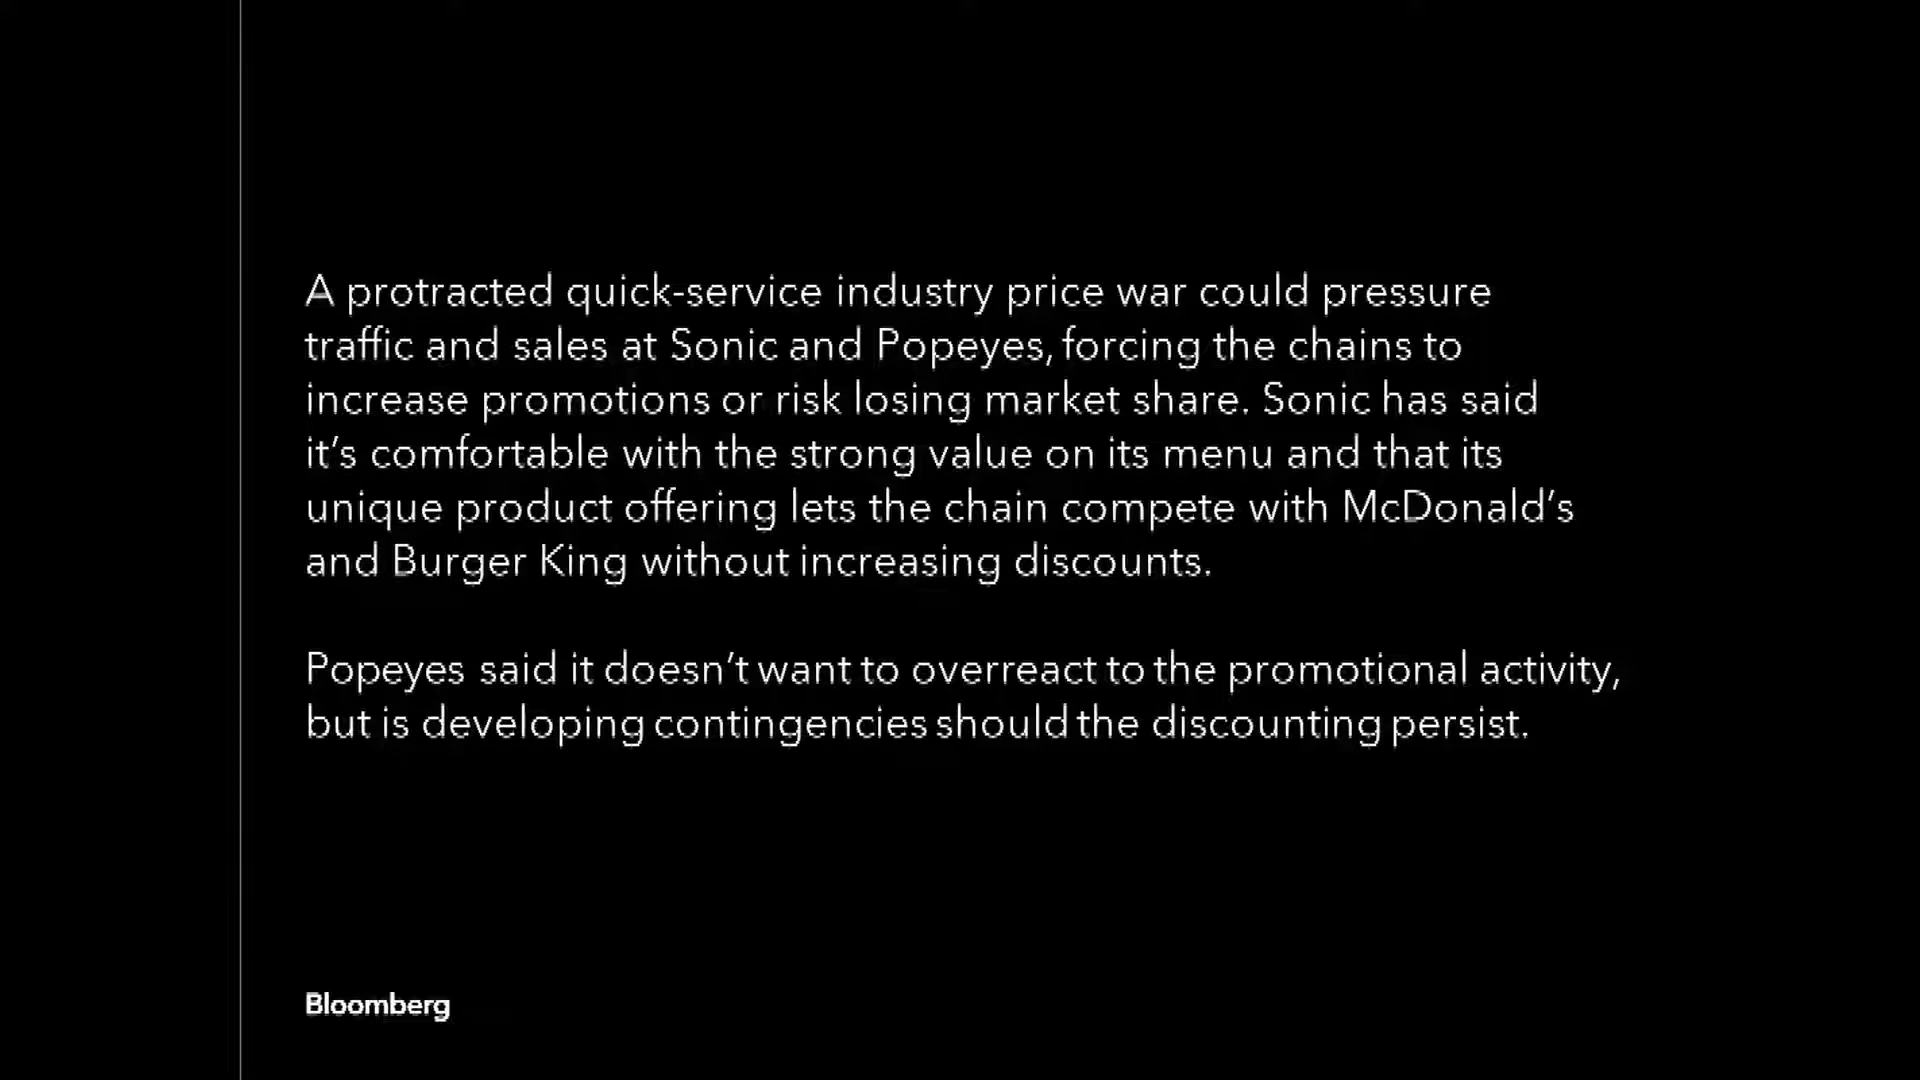 A protracted quick-service industry price war could pressure
traffic and sales at Sonic and Popeyes, forcing the chains to
increase promotions or risk losing market share. Sonic has said
it’s comfortable with the strong value on its menu and that its
unique product offering lets the chain compete with McDonald’s
and Burger King without increasing discounts.
Popeyes said it doesn’t want to overreact to the promotional activity,
but is developing contingencies should the discounting persist.
Bloomberg